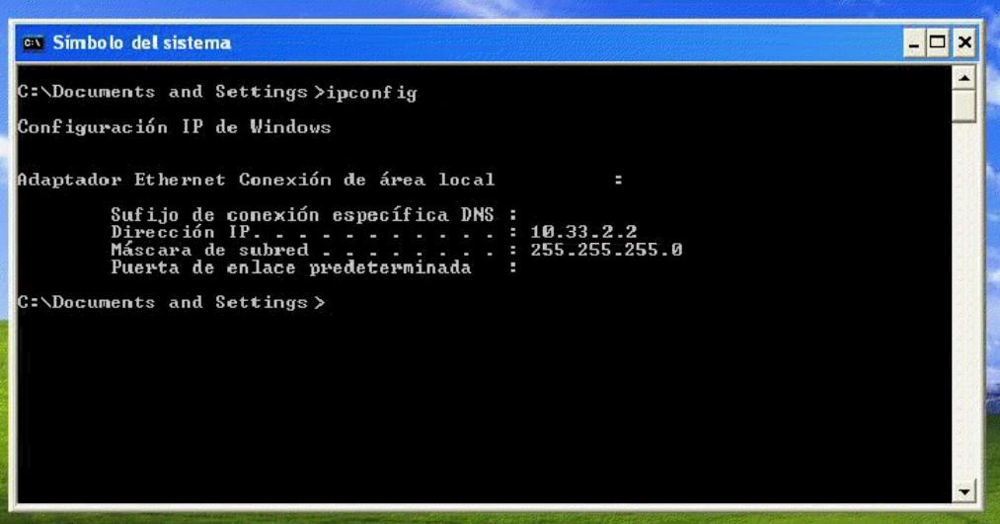 Símbolo del sistema
C:\Documents and Settings>ipconfig
Configuración IP de Windows
Adaptador Ethernet Conexión de área local :
Sufijo de conexión específica DNS :
Dirección IP. . . . . . . . . . . : 10.33.2.2
Máscara de subred . . . . . . . . : 255.255.255.0
Puerta de enlace predeterminada :
C:\Documents and Settings>